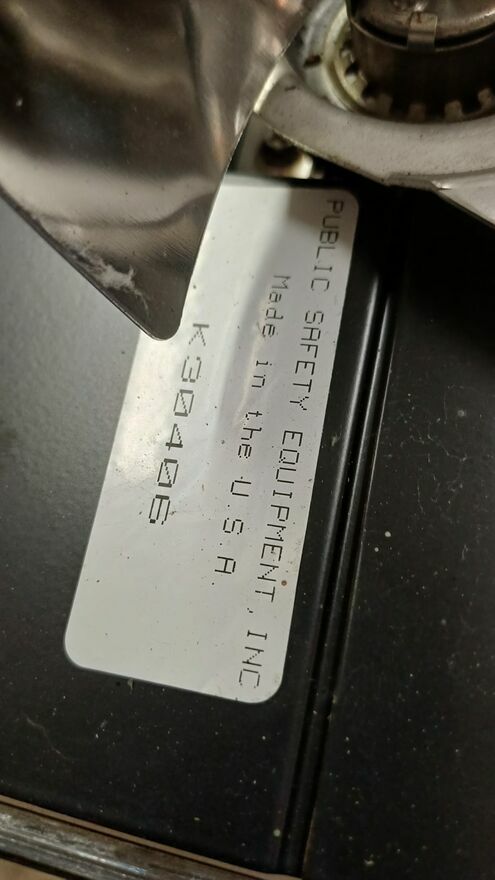 PUBLIC SAFETY EQUIPMENT, INC
Made in the U.S.A.
K30406